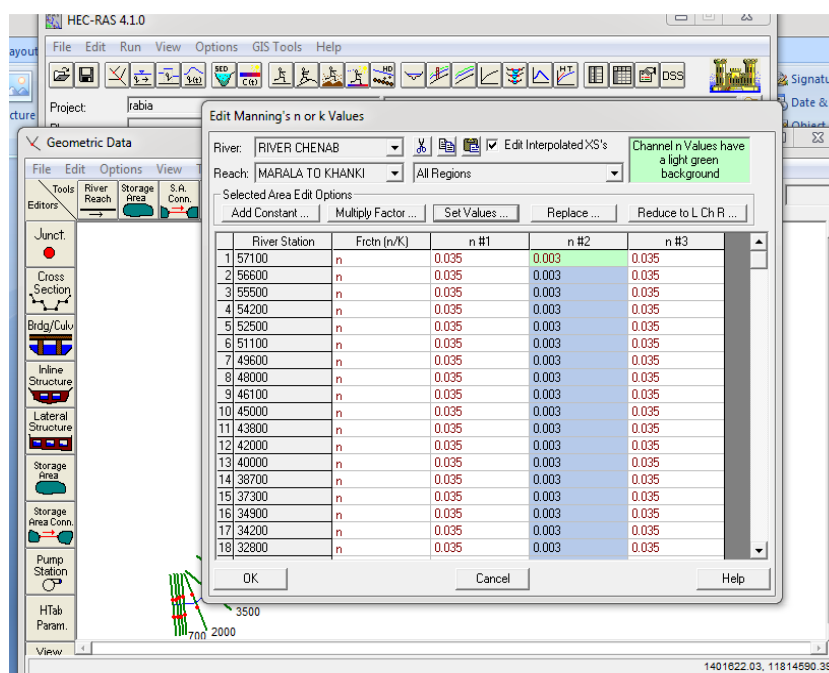 HEC-RAS 4.1.0
File Edit Run View Options GIS Tools Help
SED C(t) HD HT DSS
ayout
cture
Signatu
Date &
Object
Project: rabia
Geometric Data
File Edit Options View T
Tools
Editors
River Reach
Storage Area
S.A. Conn.
Junct.
Cross Section
Brdg/Culv
Inline Structure
Lateral Structure
Storage Area
Storage Area Conn.
Pump Station
HTab Param.
View
Edit Manning's n or k Values
River: RIVER CHENAB Edit Interpolated XS's
Channel n Values have a light green background
Reach: MARALA TO KHANKI All Regions
Selected Area Edit Options
Add Constant ... Multiply Factor ... Set Values ... Replace ... Reduce to L Ch R ...
River Station Frctn (n/K) n #1 n #2 n #3
1 57100 n 0.035 0.003 0.035
2 56600 n 0.035 0.003 0.035
3 55500 n 0.035 0.003 0.035
4 54200 n 0.035 0.003 0.035
5 52500 n 0.035 0.003 0.035
6 51100 n 0.035 0.003 0.035
7 49600 n 0.035 0.003 0.035
8 48000 n 0.035 0.003 0.035
9 46100 n 0.035 0.003 0.035
10 45000 n 0.035 0.003 0.035
11 43800 n 0.035 0.003 0.035
12 42000 n 0.035 0.003 0.035
13 40000 n 0.035 0.003 0.035
14 38700 n 0.035 0.003 0.035
15 37300 n 0.035 0.003 0.035
16 34900 n 0.035 0.003 0.035
17 34200 n 0.035 0.003 0.035
18 32800 n 0.035 0.003 0.035
OK Cancel Help
3500
700 2000
1401622.03, 11814590.39